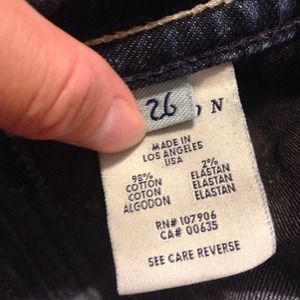 26
N
MADE IN
LOS ANGELES
USA
98% 2%
COTTON ELASTAN
COTON ELASTAN
ALGODON ELASTAN
RN# 107906
CA# 00635
SEE CARE REVERSE